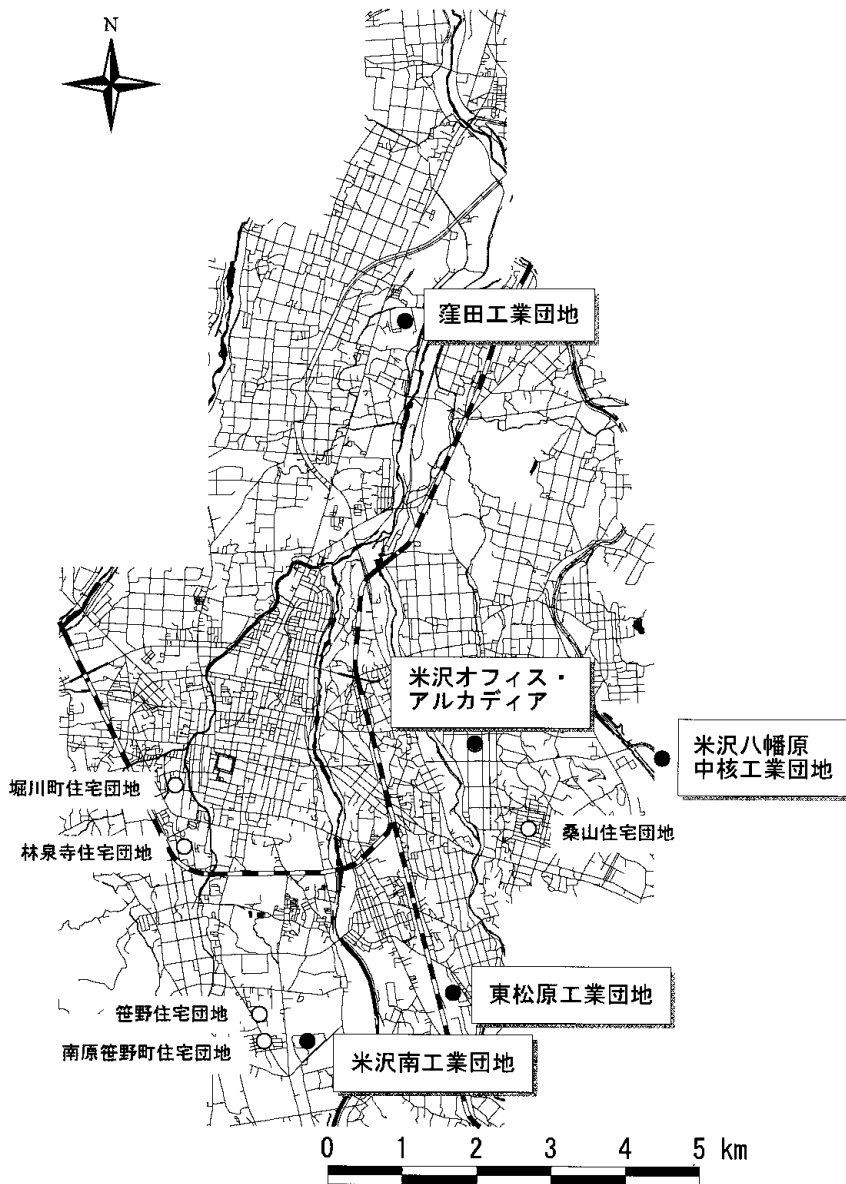 N
窪田工業団地
米沢オフィス・
アルカディア
米沢八幡原
中核工業団地
堀川町住宅団地
桑山住宅団地
林泉寺住宅団地
東松原工業団地
笹野住宅団地
南原笹野町住宅団地
米沢南工業団地
0 1 2 3 4 5 km